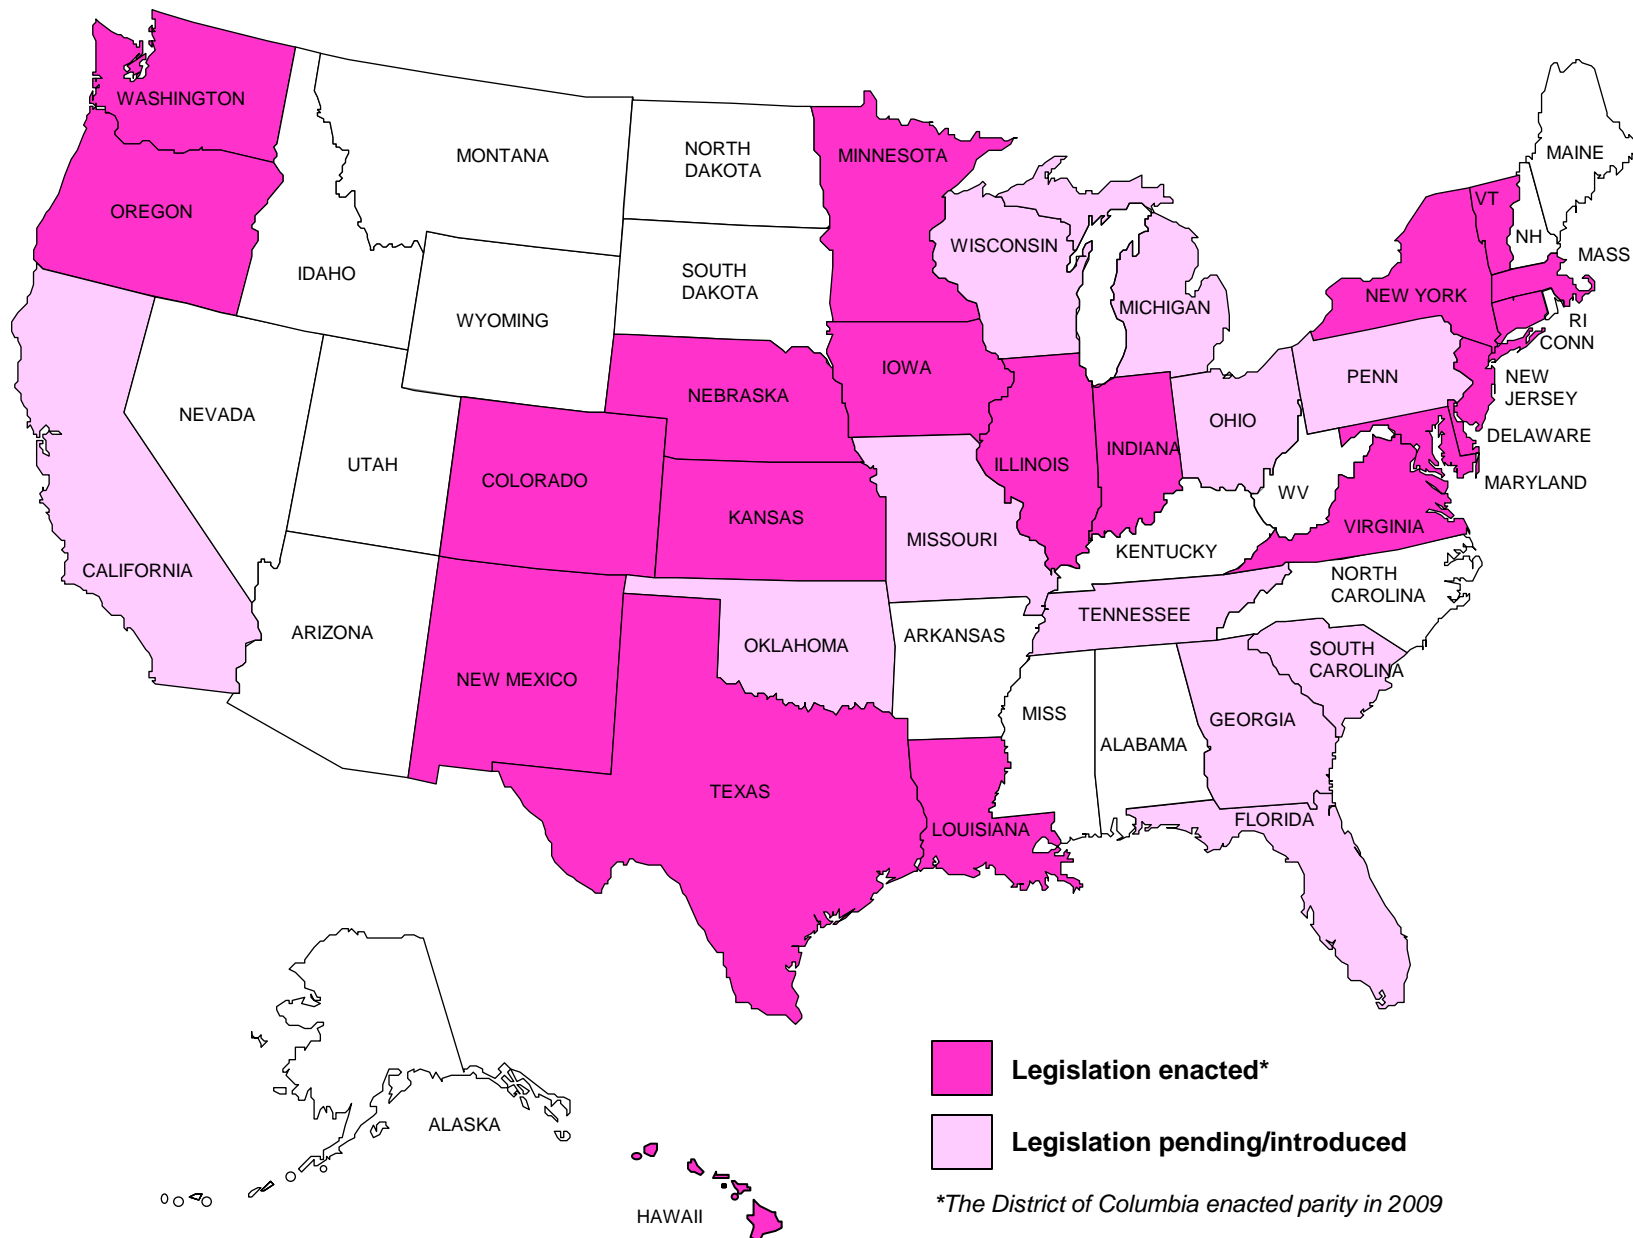 WASHINGTON
OREGON
CALIFORNIA
NEVADA
IDAHO
MONTANA
WYOMING
UTAH
ARIZONA
COLORADO
NEW MEXICO
NORTH
DAKOTA
SOUTH
DAKOTA
NEBRASKA
KANSAS
OKLAHOMA
TEXAS
MINNESOTA
IOWA
MISSOURI
ARKANSAS
LOUISIANA
WISCONSIN
ILLINOIS
MICHIGAN
INDIANA
OHIO
KENTUCKY
TENNESSEE
MISS
ALABAMA
GEORGIA
FLORIDA
SOUTH
CAROLINA
NORTH
CAROLINA
VIRGINIA
WV
PENN
NEW YORK
VT
NH
MAINE
MASS
RI
CONN
NEW
JERSEY
DELAWARE
MARYLAND
ALASKA
HAWAII
Legislation enacted*
Legislation pending/introduced
*The District of Columbia enacted parity in 2009